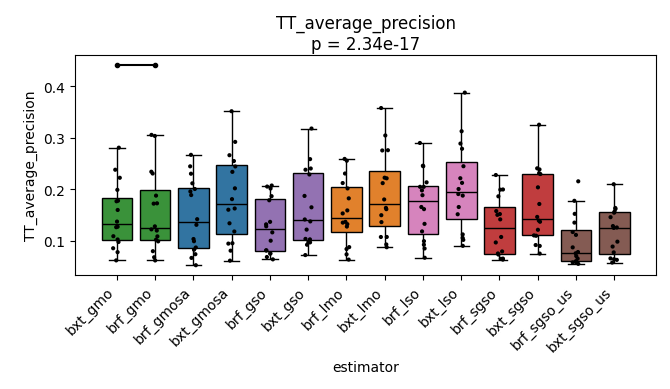 TT_average_precision
p = 2.34e-17
TT_average_precision
0.4
0.3
0.2
0.1
bxt_gmo
brf_gmo
brf_gmosa
bxt_gmosa
brf_gso
bxt_gso
brf_lmo
bxt_lmo
brf_lso
bxt_lso
brf_sgso
bxt_sgso
brf_sgso_us
bxt_sgso_us
estimator